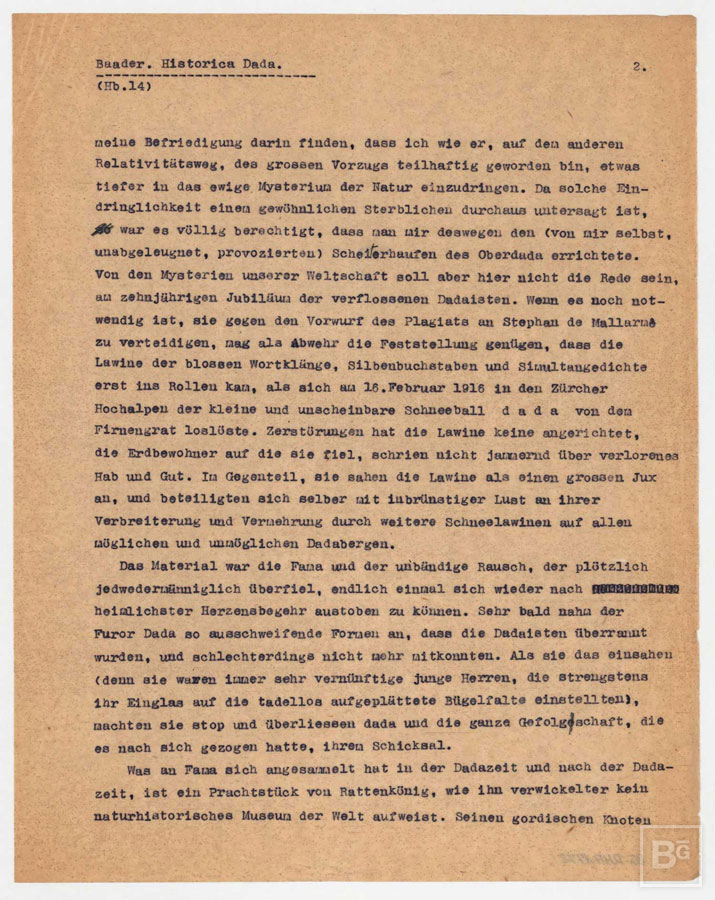 Baader. Historica Dada. 2.
(Hb.14)
meine Befriedigung darin finden, dass ich wie er, auf dem anderen
Relativitätsweg, des grossen Vorzugs teilhaftig geworden bin, etwas
tiefer in das ewige Mysterium der Natur einzudringen. Da solche Ein-
dringlichkeit einem gewöhnlichen Sterblichen durchaus untersagt ist,
war es völlig berechtigt, dass man mir deswegen den (von mir selbst,
unabgeleugnet, provozierten) Scheiterhaufen des Oberdada errichtete.
Von den Mysterien unserer Weltschaft soll aber hier nicht die Rede sein,
am zehnjährigen Jubiläum der verflossenen Dadaisten. Wenn es noch not-
wendig ist, sie gegen den Vorwurf des Plagiats an Stephan de Mallarmé
zu verteidigen, mag als Abwehr die Feststellung genügen, dass die
Lawine der blossen Wortklänge, Silbenbuchstaben und Simultangedichte
erst ins Rollen kam, als sich am 16.Februar 1916 in den Zürcher
Hochalpen der kleine und unscheinbare Schneeball d a d a von dem
Firnengrat loslöste. Zerstörungen hat die Lawine keine angerichtet,
die Erdbewohner auf die sie fiel, schrien nicht jammernd über verlorenes
Hab und Gut. Im Gegenteil, sie sahen die Lawine als einen grossen Jux
an, und beteiligten sich selber mit inbrünstiger Lust an ihrer
Verbreiterung und Vermehrung durch weitere Schneelawinen auf allen
möglichen und unmöglichen Dadabergen.
Das Material war die Fama und der unbändige Rausch, der plötzlich
jedwedermänniglich überfiel, endlich einmal sich wieder nach
heimlichster Herzensbegehr austoben zu können. Sehr bald nahm der
Furor Dada so ausschweifende Formen an, dass die Dadaisten überrannt
wurden, und schlechterdings nicht mehr mitkonnten. Als sie das einsahen
(denn sie waren immer sehr vernünftige junge Herren, die strengstens
ihr Einglas auf die tadellos aufgeplättete Bügelfalte einstellten),
machten sie stop und überliessen dada und die ganze Gefolgschaft, die
es nach sich gezogen hatte, ihrem Schicksal.
Was an Fama sich angesammelt hat in der Dadazeit und nach der Dada-
zeit, ist ein Prachtstück von Rattenkönig, wie ihn verwickelter kein
naturhistorisches Museum der Welt aufweist. Seinen gordischen Knoten
BG